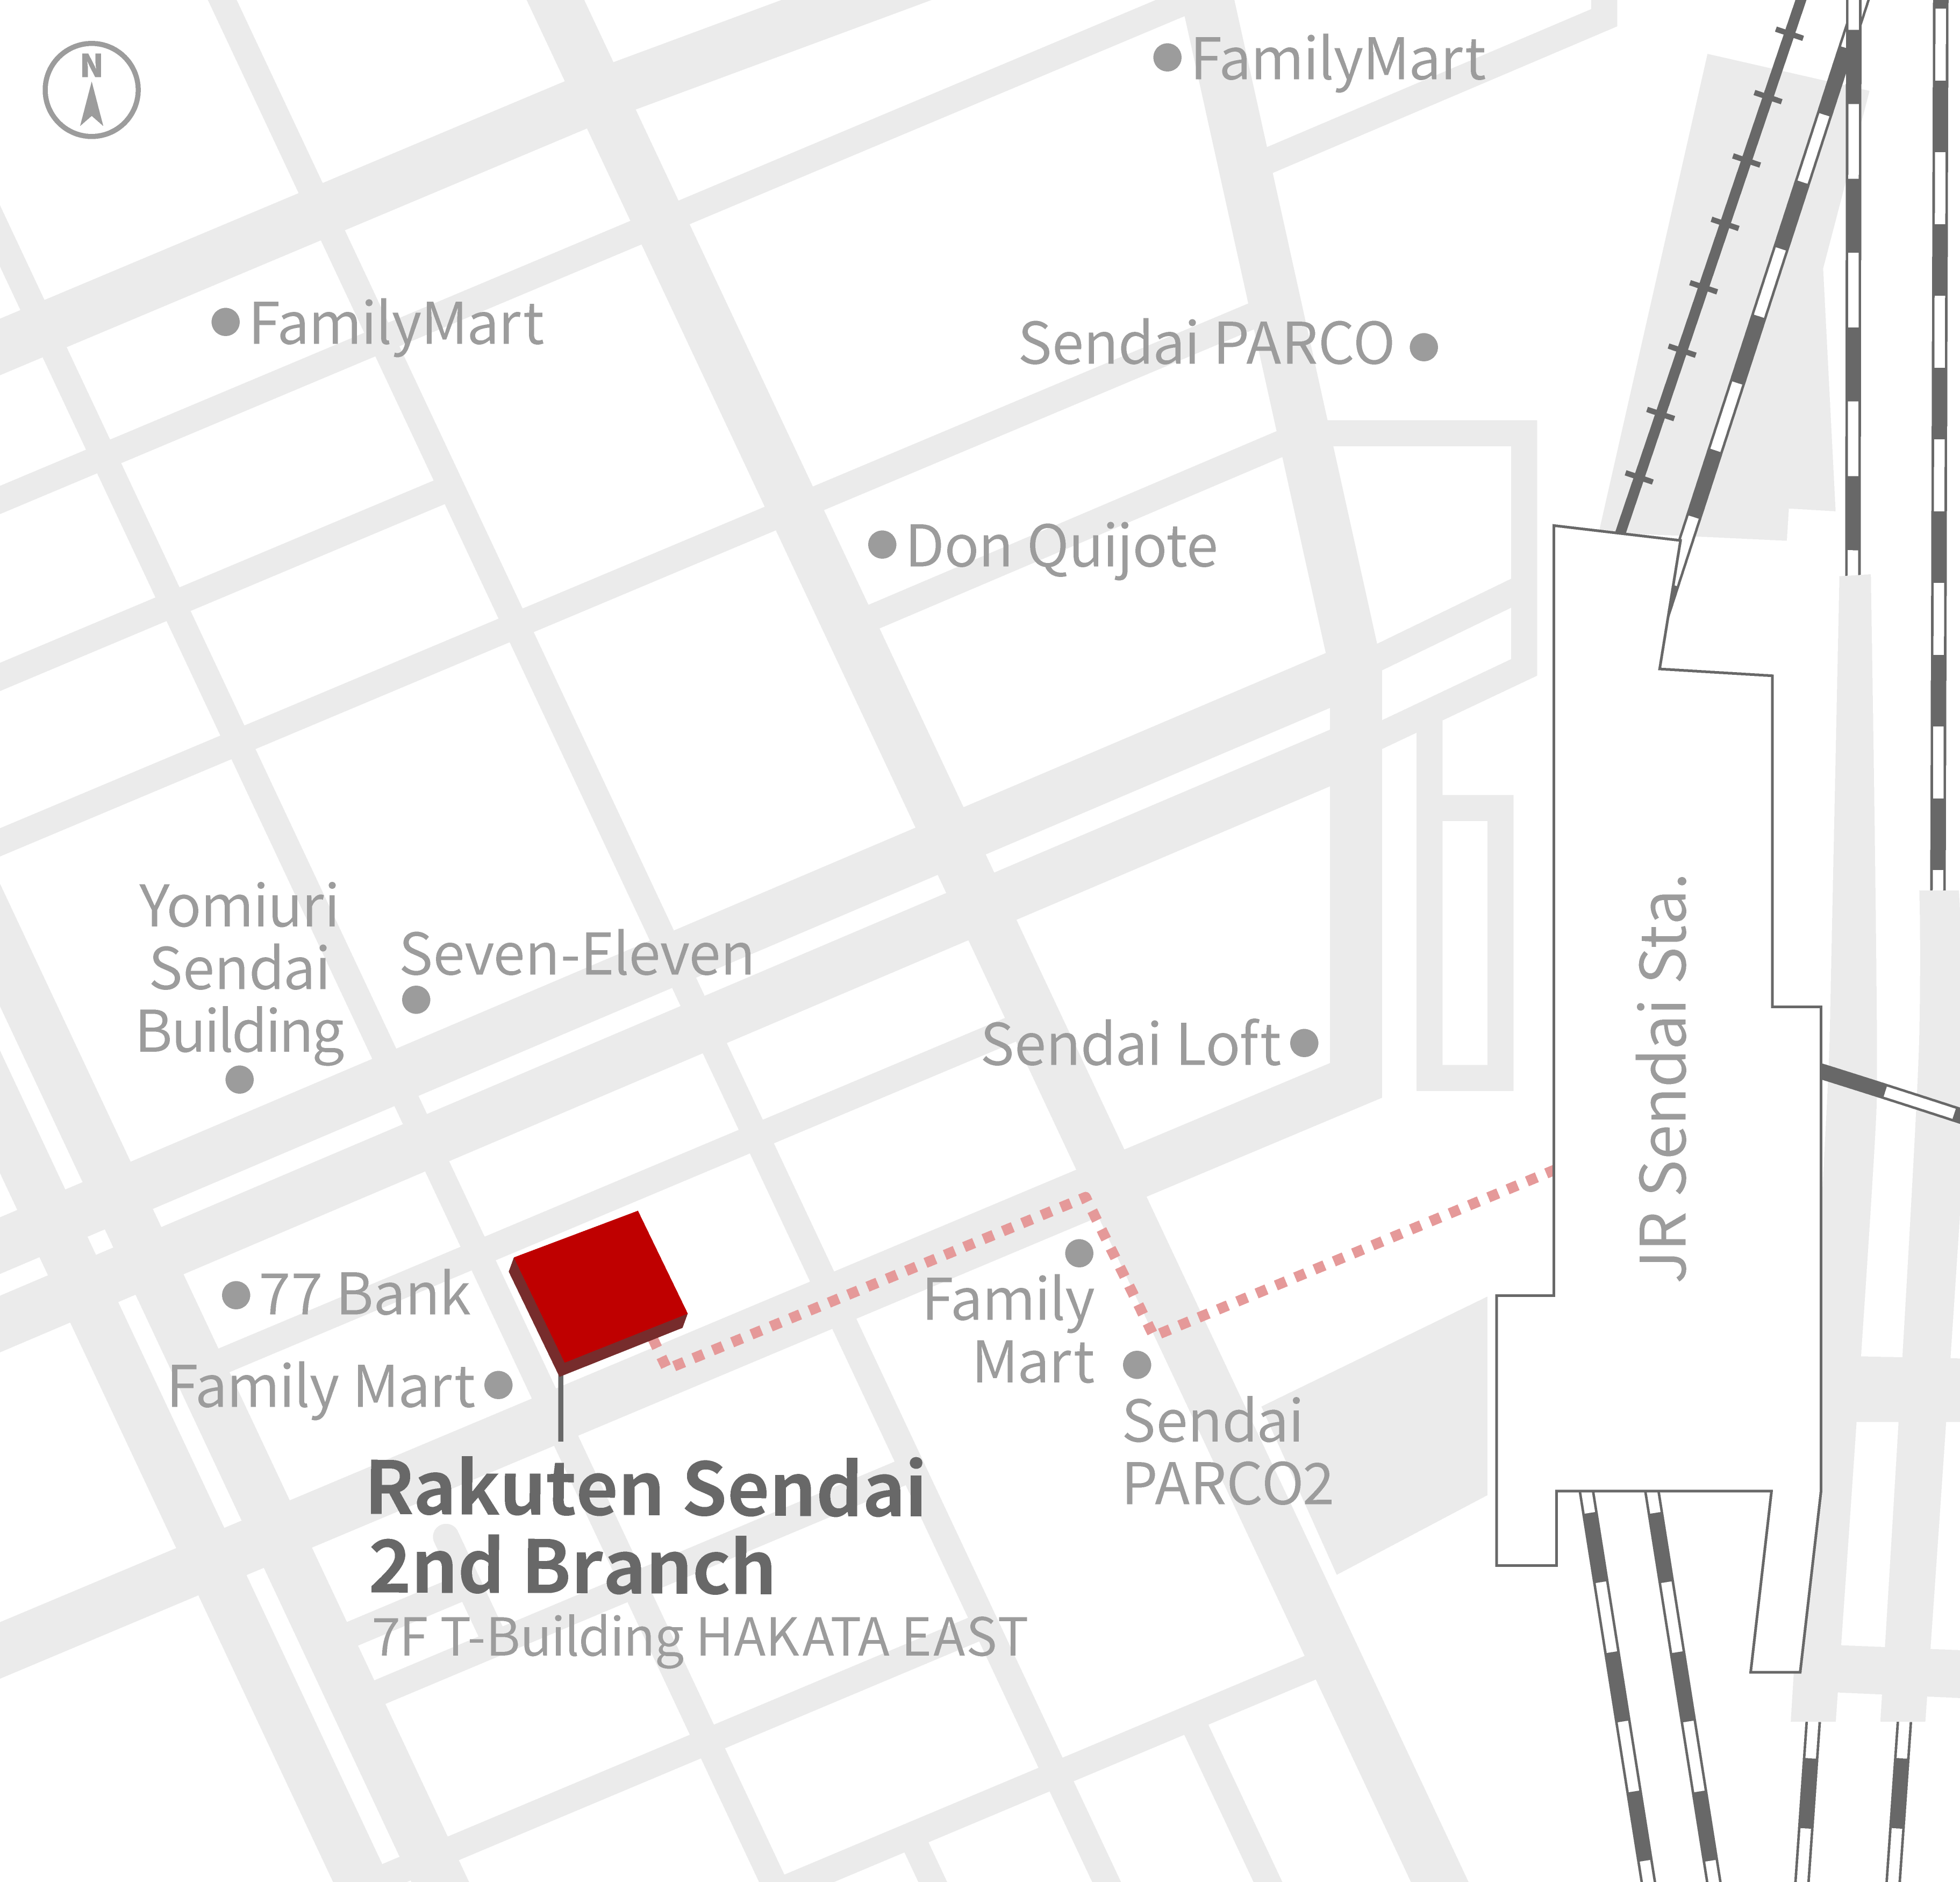 N
FamilyMart
FamilyMart
Sendai PARCO
Don Quijote
Yomiuri
Sendai
Building
Seven-Eleven
Sendai Loft
JR Sendai Sta.
77 Bank
Family
Mart
Family Mart
Sendai
PARCO2
Rakuten Sendai
2nd Branch
7F T-Building HAKATA EAST